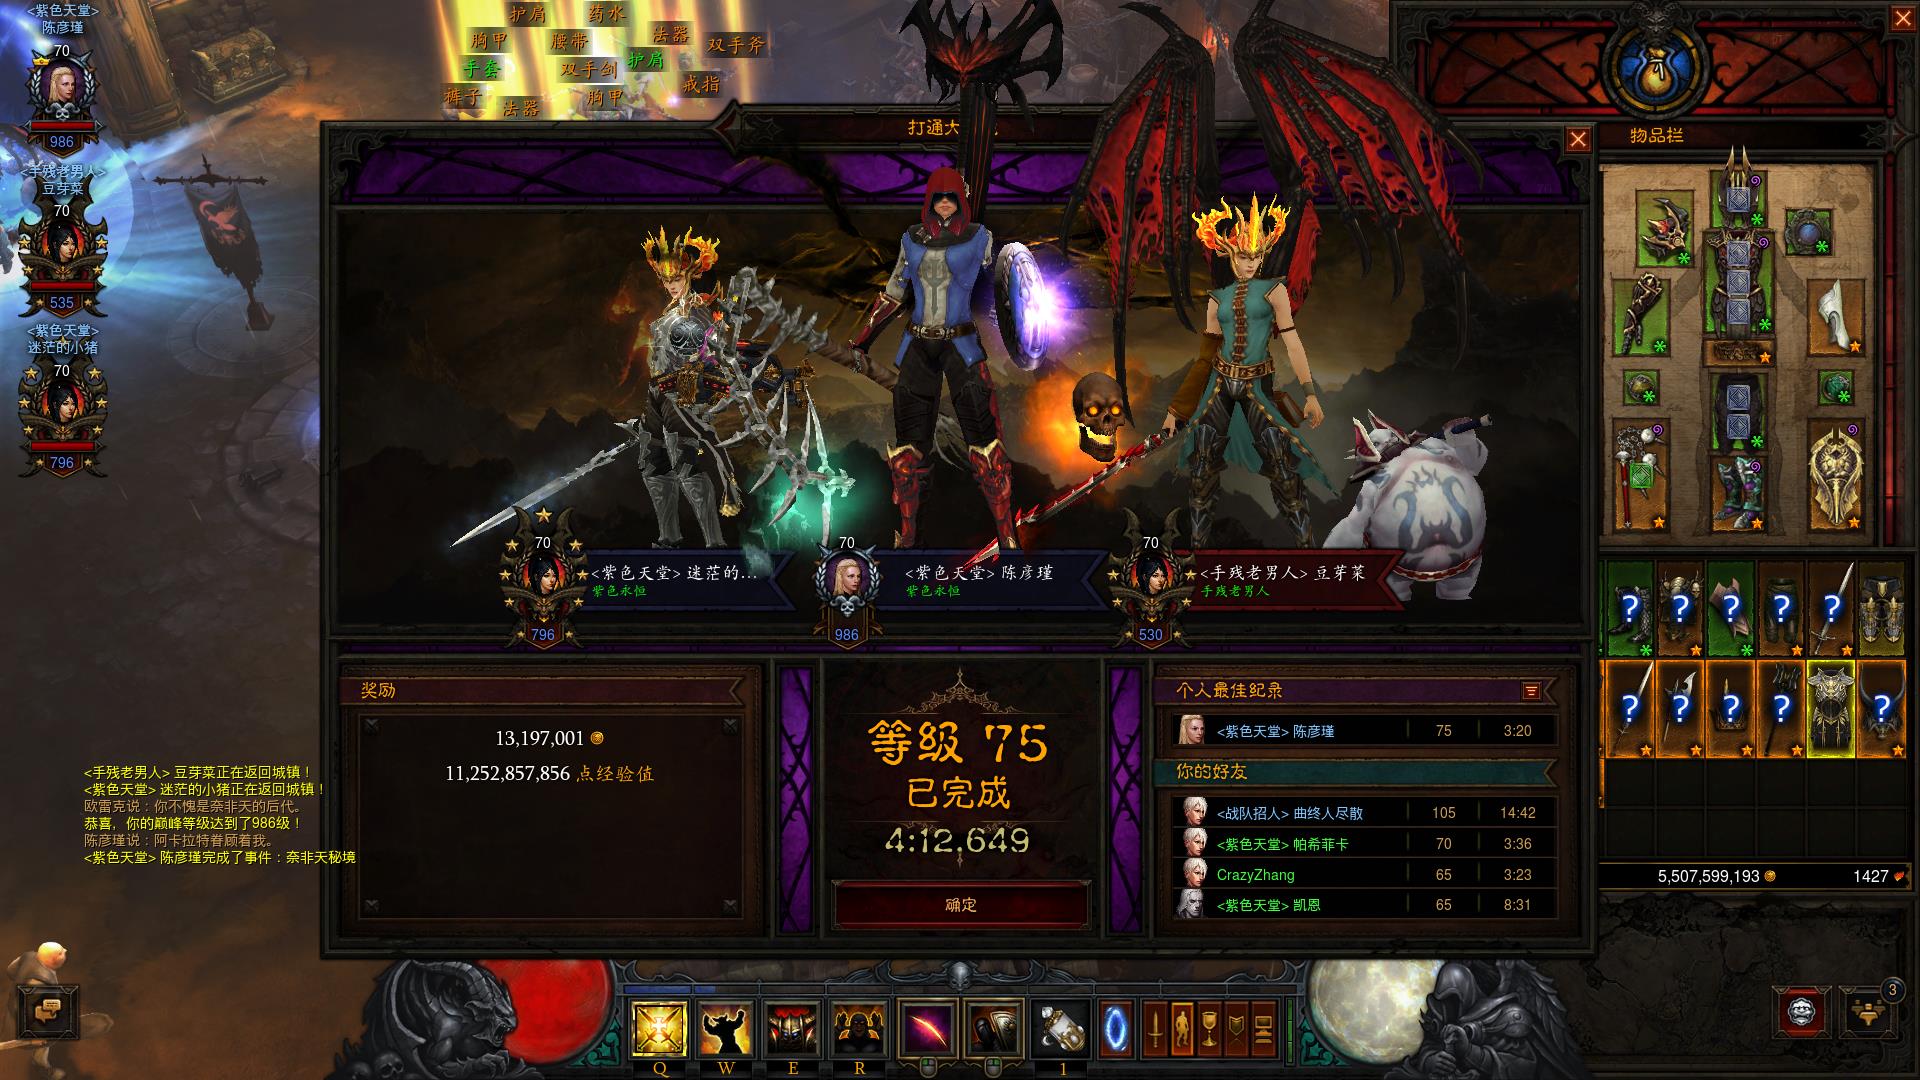 <紫色天堂>
陈彦瑾
70
986
<手残老男人>
豆芽菜
70
535
<紫色天堂>
迷茫的小猪
70
796
护肩
药水
胸甲
腰带
法器
双手斧
手套
双手剑
护肩
戒指
裤子
法器
胸甲
打通大
物品栏
70
<紫色天堂> 迷茫的...
紫色永恒
796
70
<紫色天堂> 陈彦瑾
紫色永恒
986
70
<手残老男人> 豆芽菜
手残老男人
530
奖励
13,197,001
11,252,857,856 点经验值
等级 75
已完成
4:12.649
确定
个人最佳纪录
<紫色天堂> 陈彦瑾 75 3:20
你的好友
<战队招人> 曲终人尽散 105 14:42
<紫色天堂> 帕希菲卡 70 3:36
CrazyZhang 65 3:23
<紫色天堂> 凯恩 65 8:31
? ? ? ? ?
? ? ? ? ?
5,507,599,193
1427
<手残老男人> 豆芽菜正在返回城镇！
<紫色天堂> 迷茫的小猪正在返回城镇！
欧雷克说：你不愧是奈非天的后代。
恭喜，你的巅峰等级达到了986级！
陈彦瑾说：阿卡拉特眷顾着我。
<紫色天堂> 陈彦瑾完成了事件：奈非天秘境
Q W E R 1
3